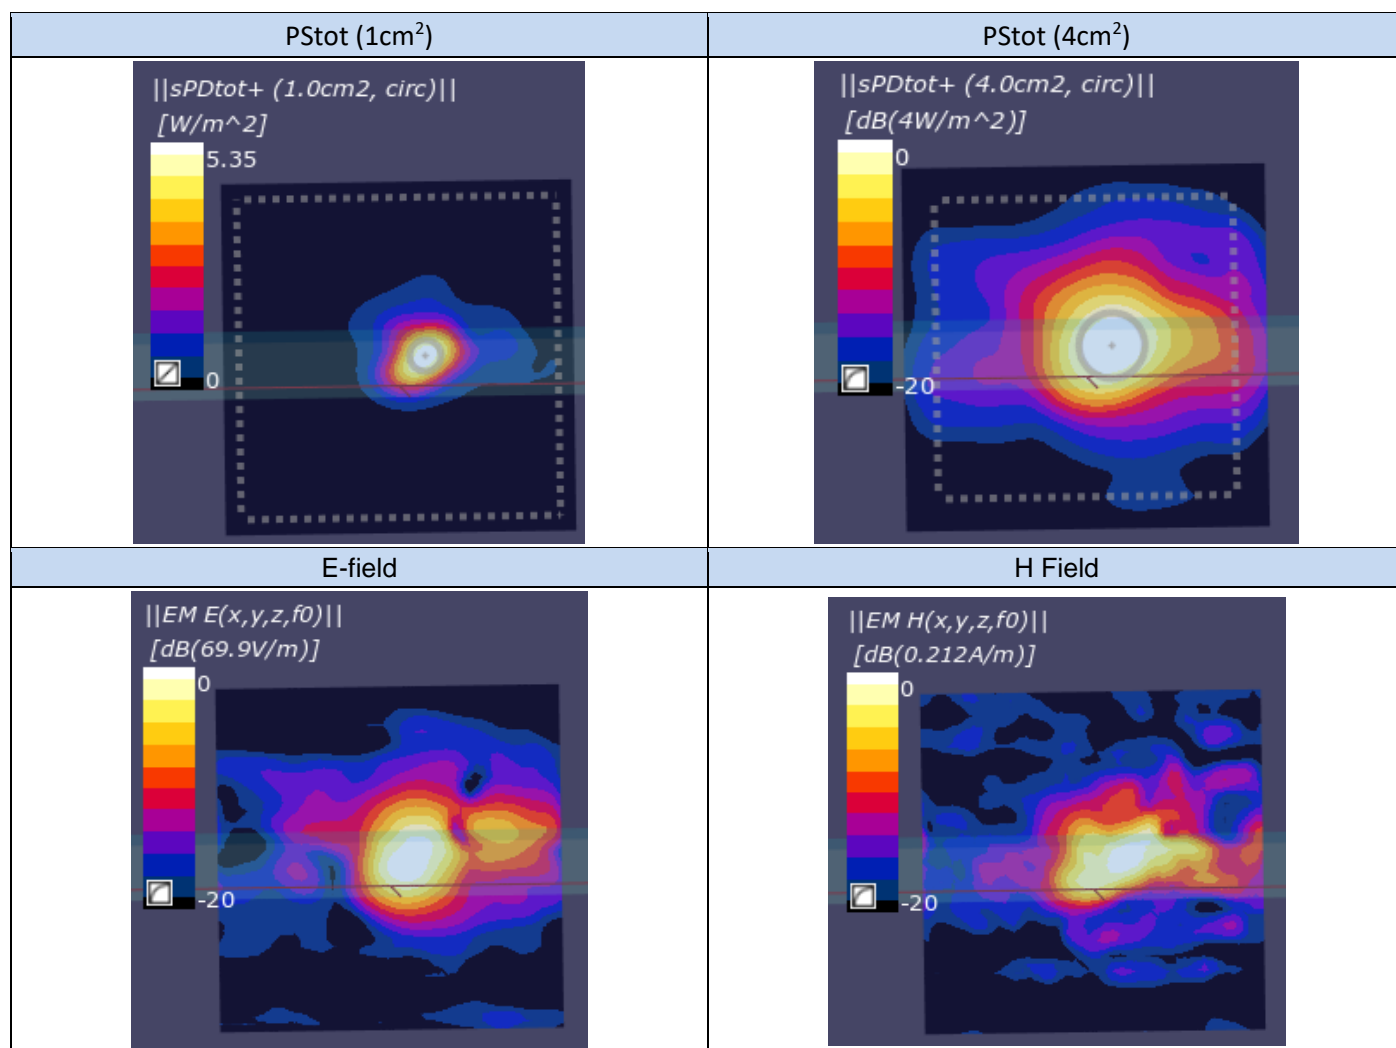 PStot (1cm²)
PStot (4cm²)
||sPDtot+ (1.0cm2, circ)||
[W/m^2]
5.35
0
||sPDtot+ (4.0cm2, circ)||
[dB(4W/m^2)]
0
-20
E-field
H Field
||EM E(x,y,z,f0)||
[dB(69.9V/m)]
0
-20
||EM H(x,y,z,f0)||
[dB(0.212A/m)]
0
-20